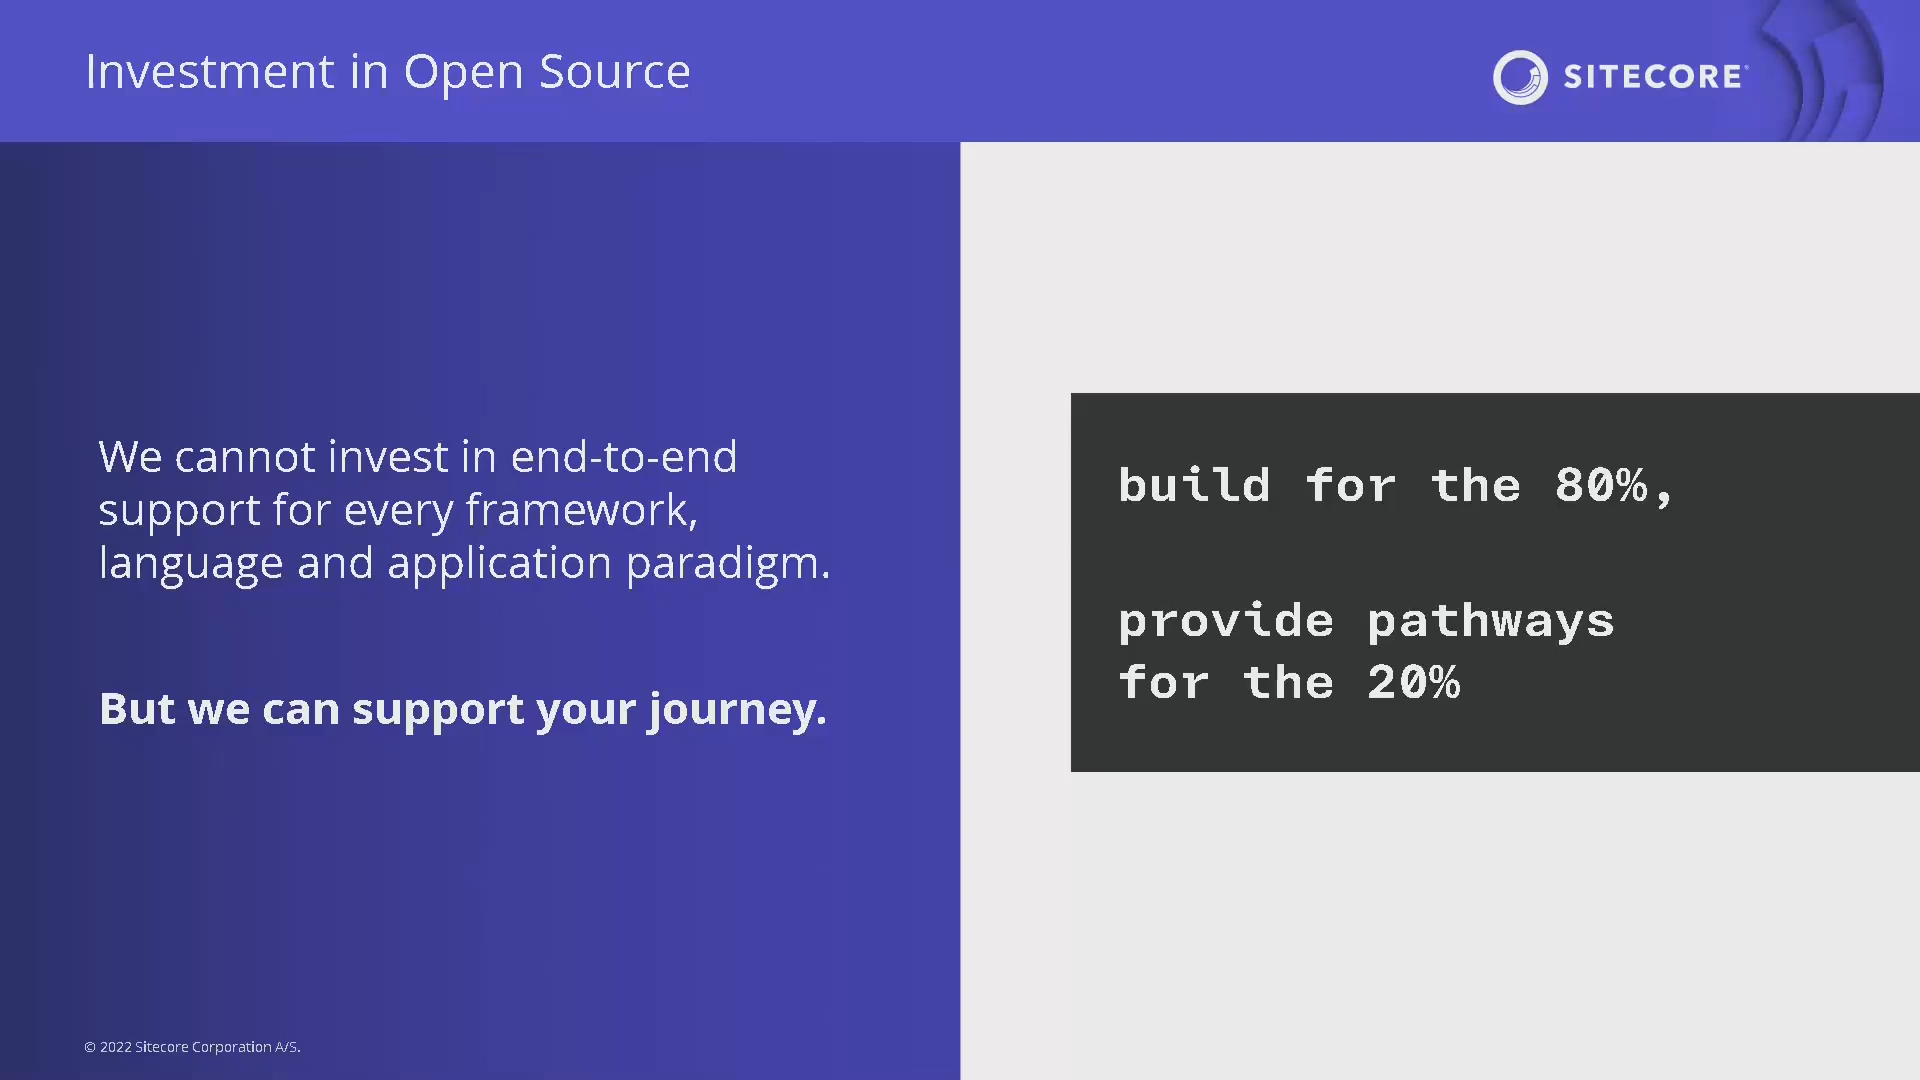 Investment in Open Source
SITECORE
We cannot invest in end-to-end
support for every framework,
language and application paradigm.
But we can support your journey.
build for the 80%,
provide pathways
for the 20%
© 2022 Sitecore Corporation A/S.